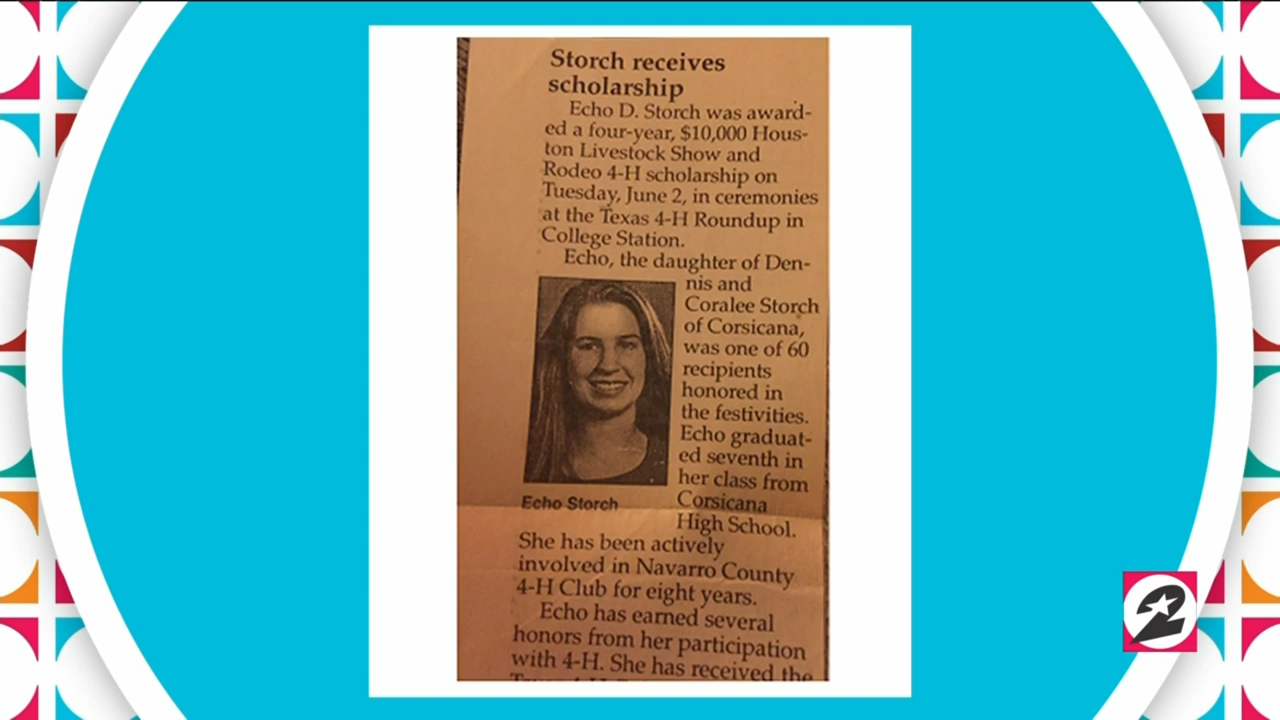 Storch receives
scholarship
Echo D. Storch was award-
ed a four-year, $10,000 Hous-
ton Livestock Show and
Rodeo 4-H scholarship on
Tuesday, June 2, in ceremonies
at the Texas 4-H Roundup in
College Station.
Echo, the daughter of Den-
nis and
Coralee Storch
of Corsicana,
was one of 60
recipients
honored in
the festivities.
Echo graduat-
ed seventh in
her class from
Corsicana
High School.
Echo Storch
She has been actively
involved in Navarro County
4-H Club for eight years.
Echo has earned several
honors from her participation
with 4-H. She has received the
2